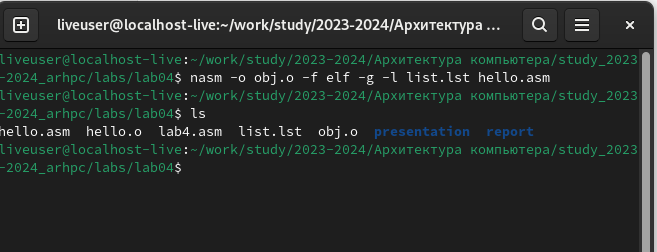 liveuser@localhost-live:~/work/study/2023-2024/Архитектура ...
liveuser@localhost-live:~/work/study/2023-2024/Архитектура компьютера/study_2023
-2024_arhpc/labs/lab04$ nasm -o obj.o -f elf -g -l list.lst hello.asm
liveuser@localhost-live:~/work/study/2023-2024/Архитектура компьютера/study_2023
-2024_arhpc/labs/lab04$ ls
hello.asm hello.o lab4.asm list.lst obj.o presentation report
liveuser@localhost-live:~/work/study/2023-2024/Архитектура компьютера/study_2023
-2024_arhpc/labs/lab04$